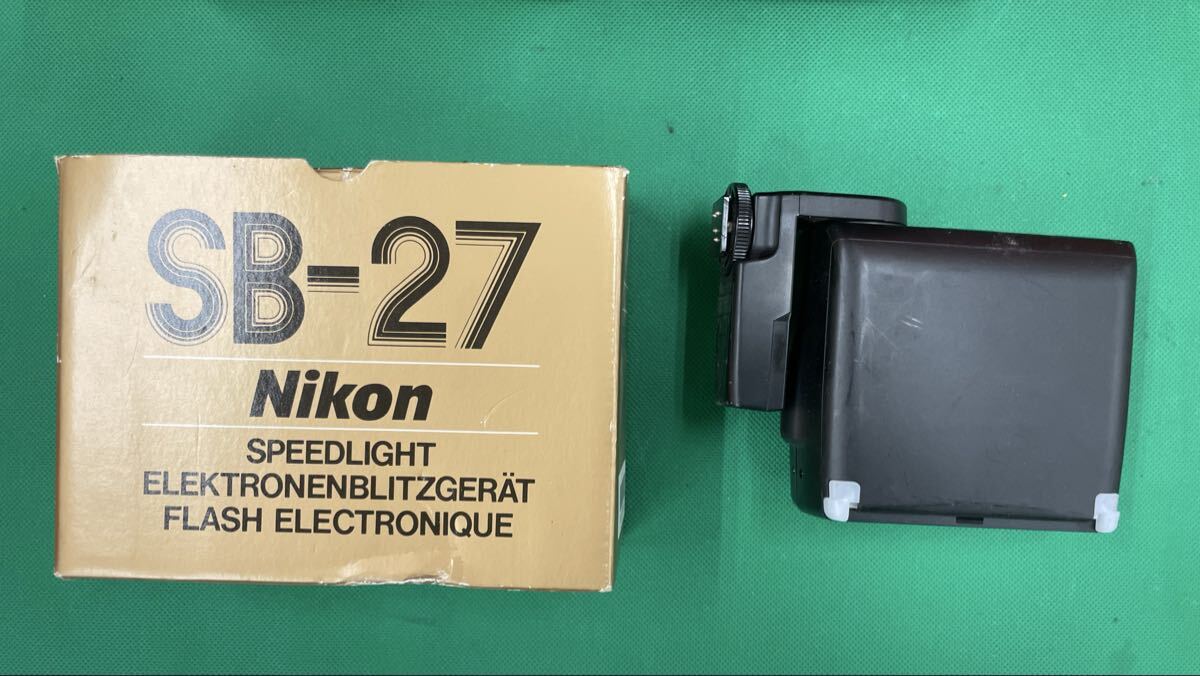 SB-27
Nikon
SPEEDLIGHT
ELEKTRONENBLITZGERÄT
FLASH ELECTRONIQUE